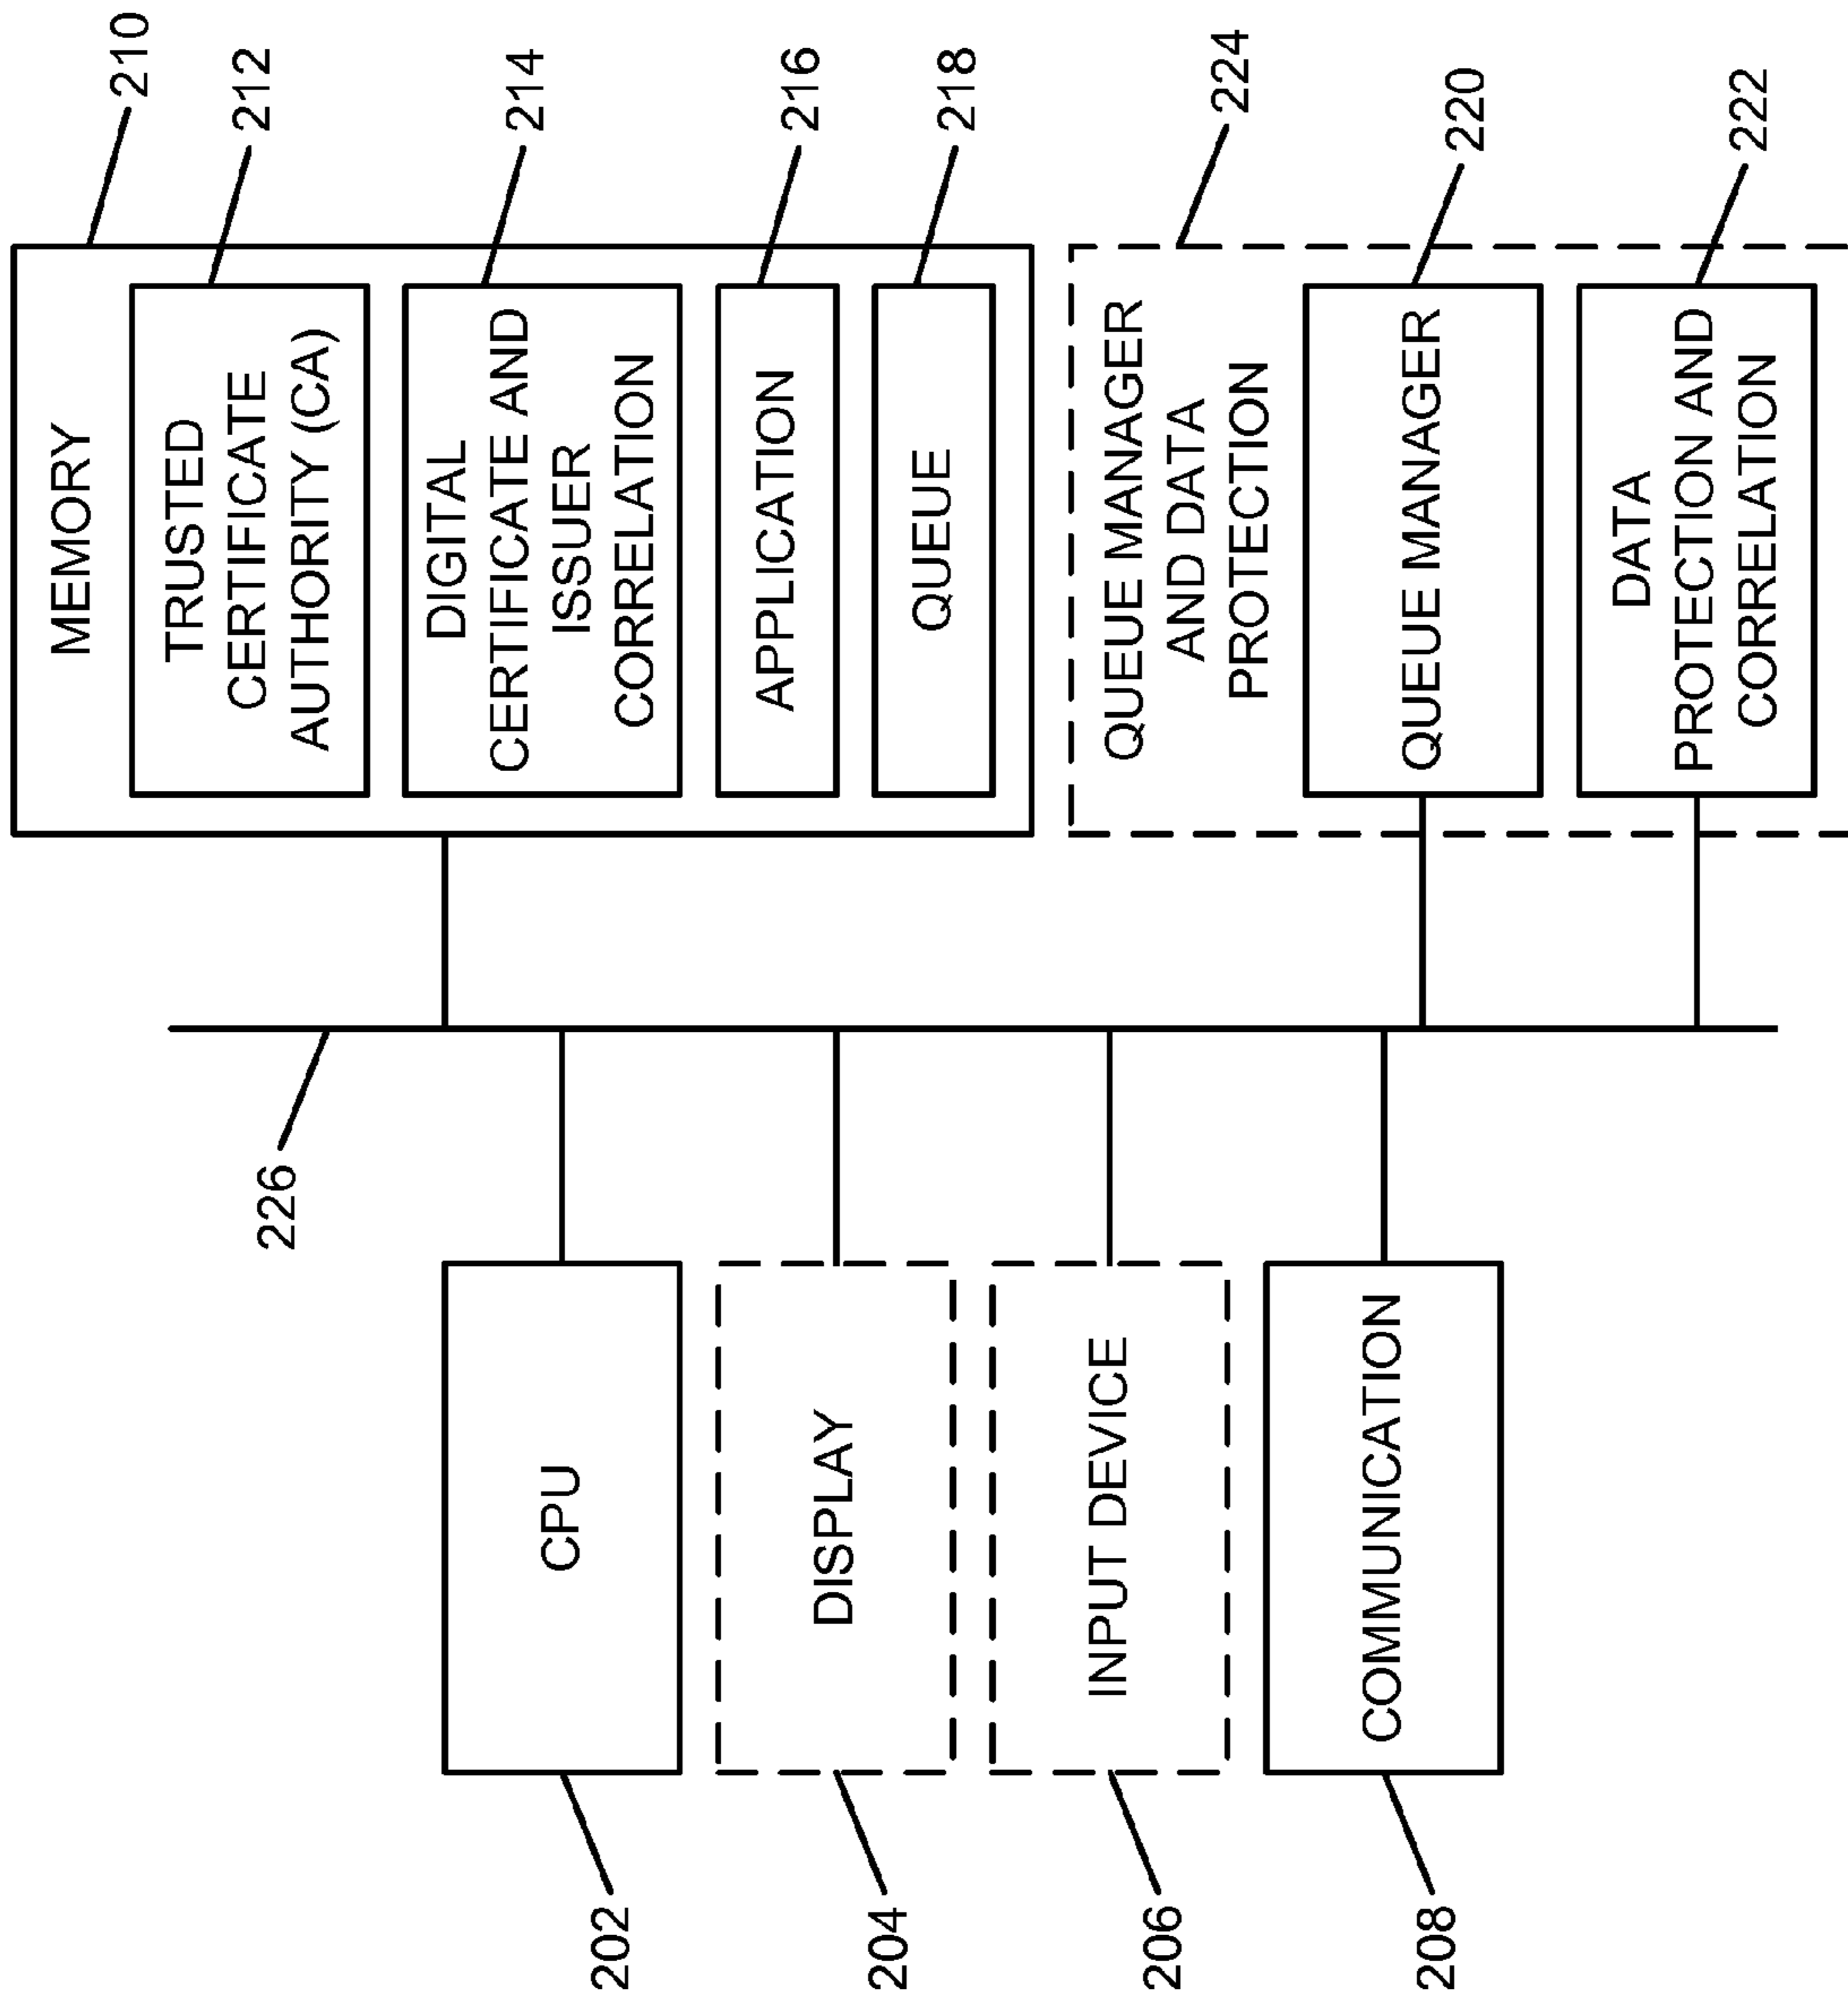 MEMORY
210
TRUSTED
CERTIFICATE
AUTHORITY (CA)
212
DIGITAL
CERTIFICATE AND
ISSUER
CORRELATION
214
APPLICATION
216
QUEUE
218
QUEUE MANAGER
AND DATA
PROTECTION
224
QUEUE MANAGER
220
DATA
PROTECTION AND
CORRELATION
222
226
202
CPU
204
DISPLAY
206
INPUT DEVICE
208
COMMUNICATION